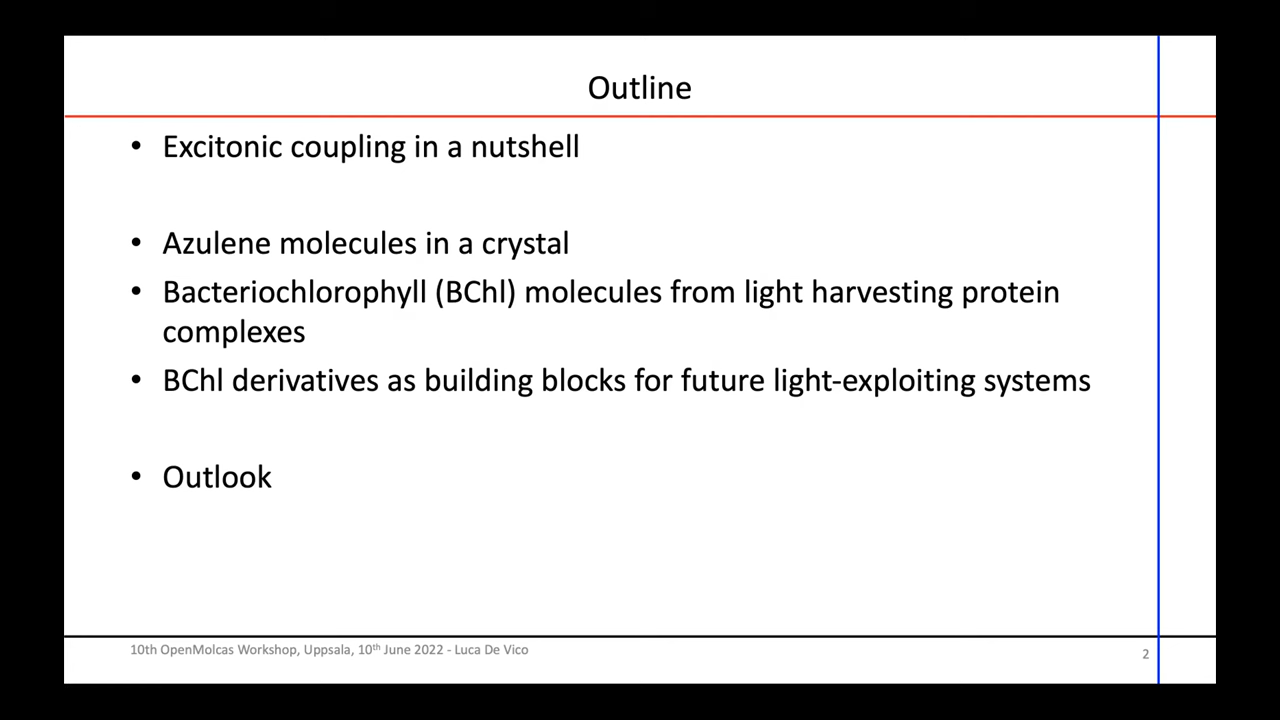 Outline
• Excitonic coupling in a nutshell
• Azulene molecules in a crystal
• Bacteriochlorophyll (BChl) molecules from light harvesting protein
complexes
• BChl derivatives as building blocks for future light-exploiting systems
• Outlook
10th OpenMolcas Workshop, Uppsala, 10th June 2022 - Luca De Vico
2